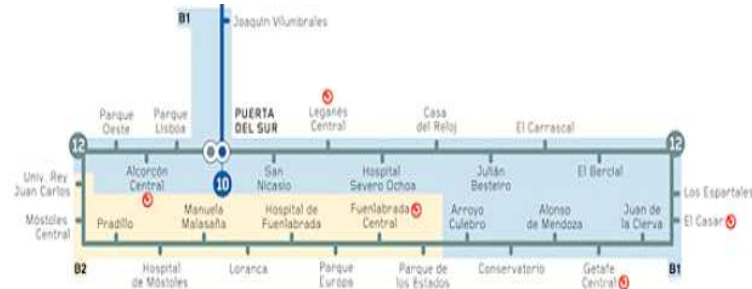 B1
Joaquín Vilumbrales
Parque
Oeste
Parque
Lisboa
PUERTA
DEL SUR
Leganés
Central
Casa
del Reloj
El Carrascal
12
12
Univ. Rey
Juan Carlos
Alcorcón
Central
10
San
Nicasio
Hospital
Severo Ochoa
Julián
Besteiro
El Bercial
Los Espartales
Móstoles
Central
Pradillo
Manuela
Malasaña
Hospital de
Fuenlabrada
Fuenlabrada
Central
Arroyo
Culebro
Alonso
de Mendoza
Juan de
la Cierva
El Casar
B2
Hospital
de Móstoles
Loranca
Parque
Europa
Parque de
los Estados
Conservatorio
Getafe
Central
B1